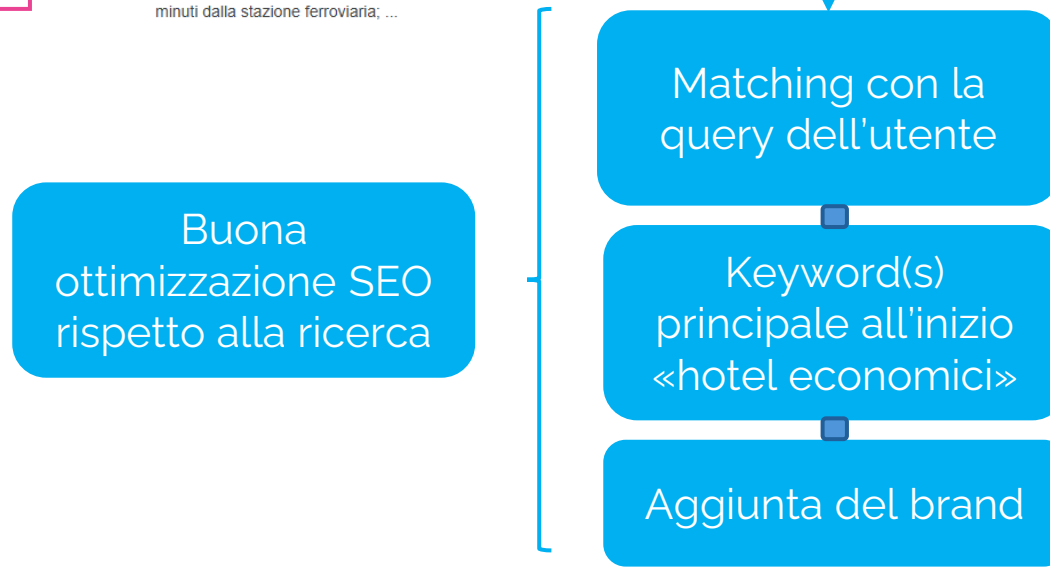 minuti dalla stazione ferroviaria; ...
Buona
ottimizzazione SEO
rispetto alla ricerca
Matching con la
query dell'utente
Keyword(s)
principale all'inizio
«hotel economici»
Aggiunta del brand